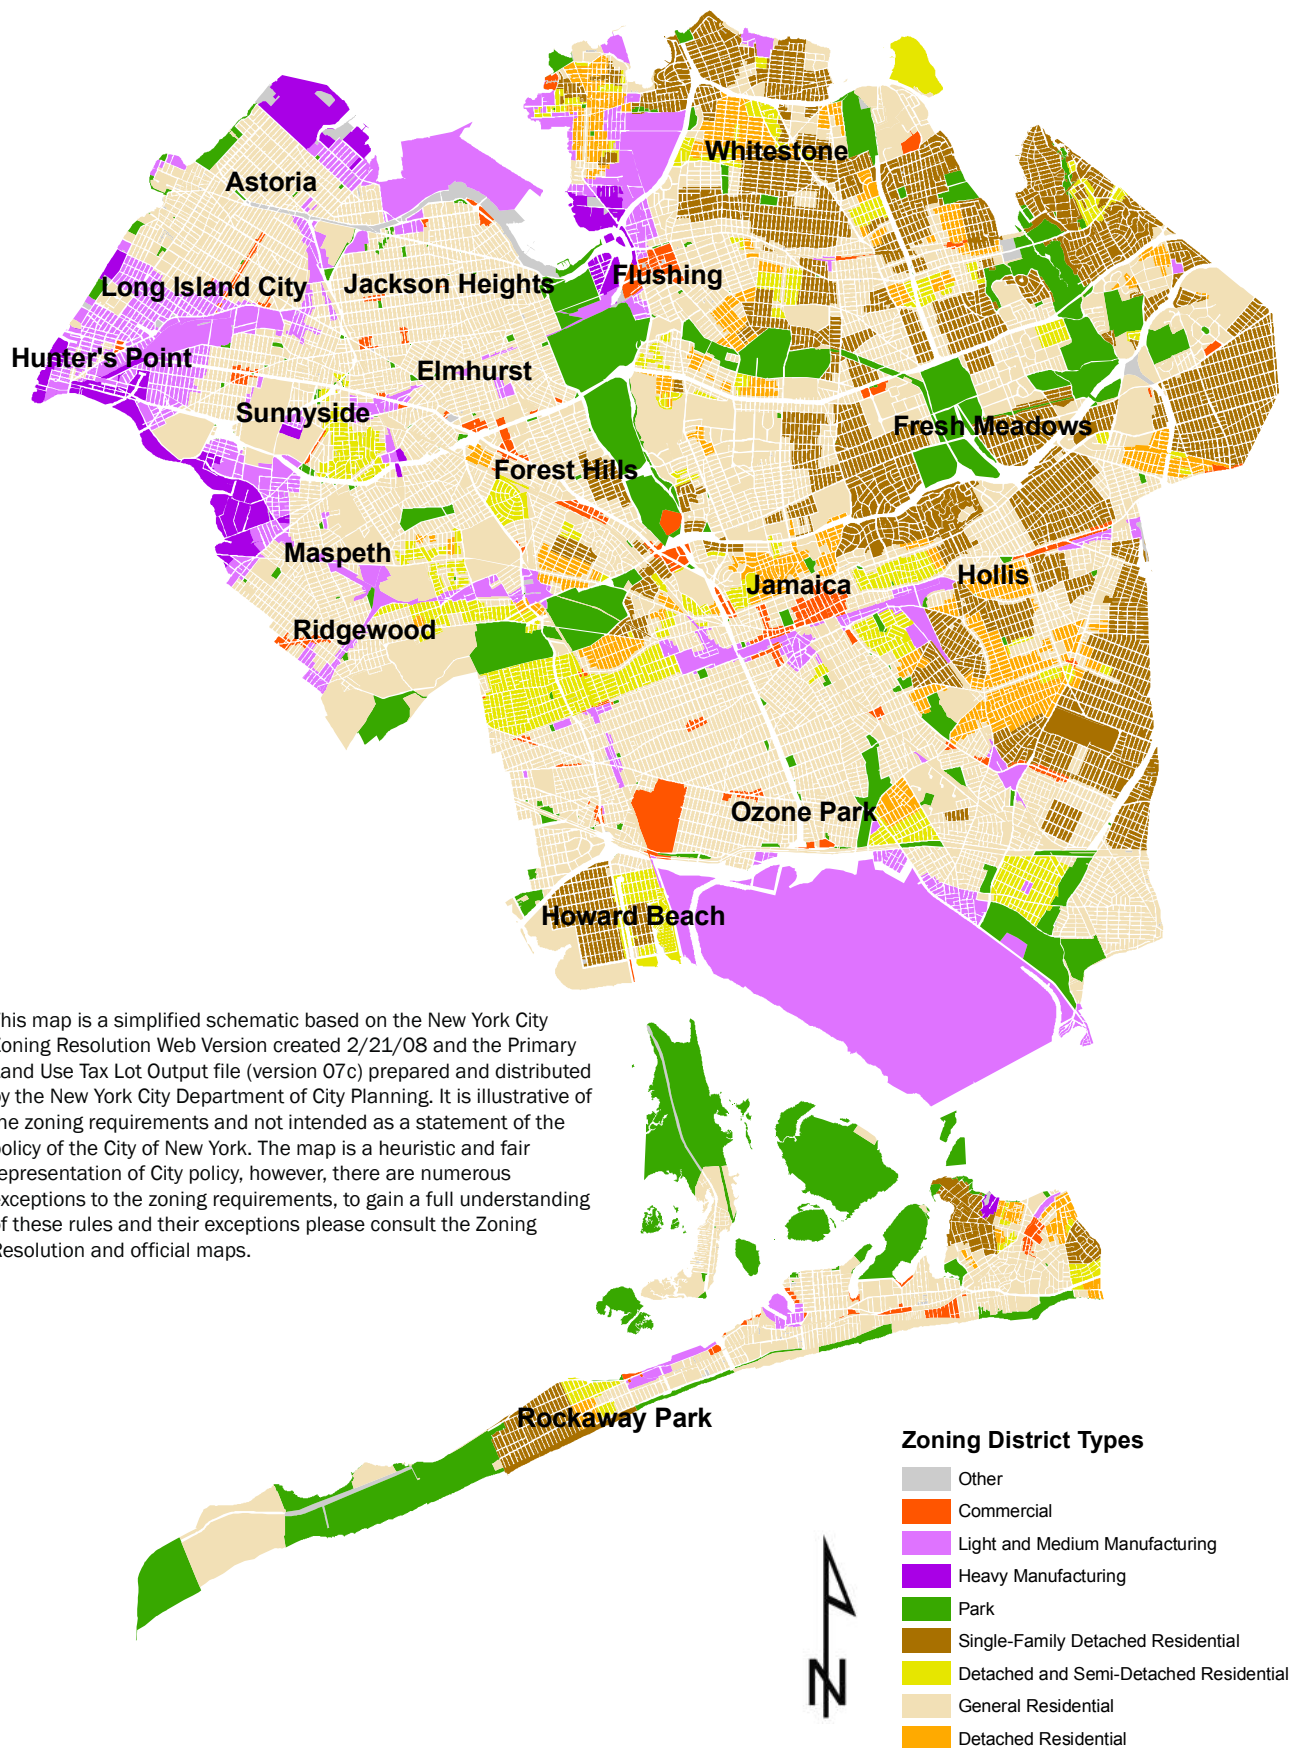 Whitestone
Astoria
Flushing
Jackson Heights
Long Island City
Hunter's Point
Elmhurst
Sunnyside
Fresh Meadows
Forest Hills
Maspeth
Hollis
Jamaica
Ridgewood
Ozone Park
Howard Beach
his map is a simplified schematic based on the New York City
Zoning Resolution Web Version created 2/21/08 and the Primary
and Use Tax Lot Output file (version 07c) prepared and distributed
by the New York City Department of City Planning. It is illustrative of
he zoning requirements and not intended as a statement of the
policy of the City of New York. The map is a heuristic and fair
representation of City policy, however, there are numerous
exceptions to the zoning requirements, to gain a full understanding
of these rules and their exceptions please consult the Zoning
Resolution and official maps.
Rockaway Park
Zoning District Types
Other
Commercial
Light and Medium Manufacturing
Heavy Manufacturing
Park
Single-Family Detached Residential
Detached and Semi-Detached Residential
General Residential
Detached Residential
N